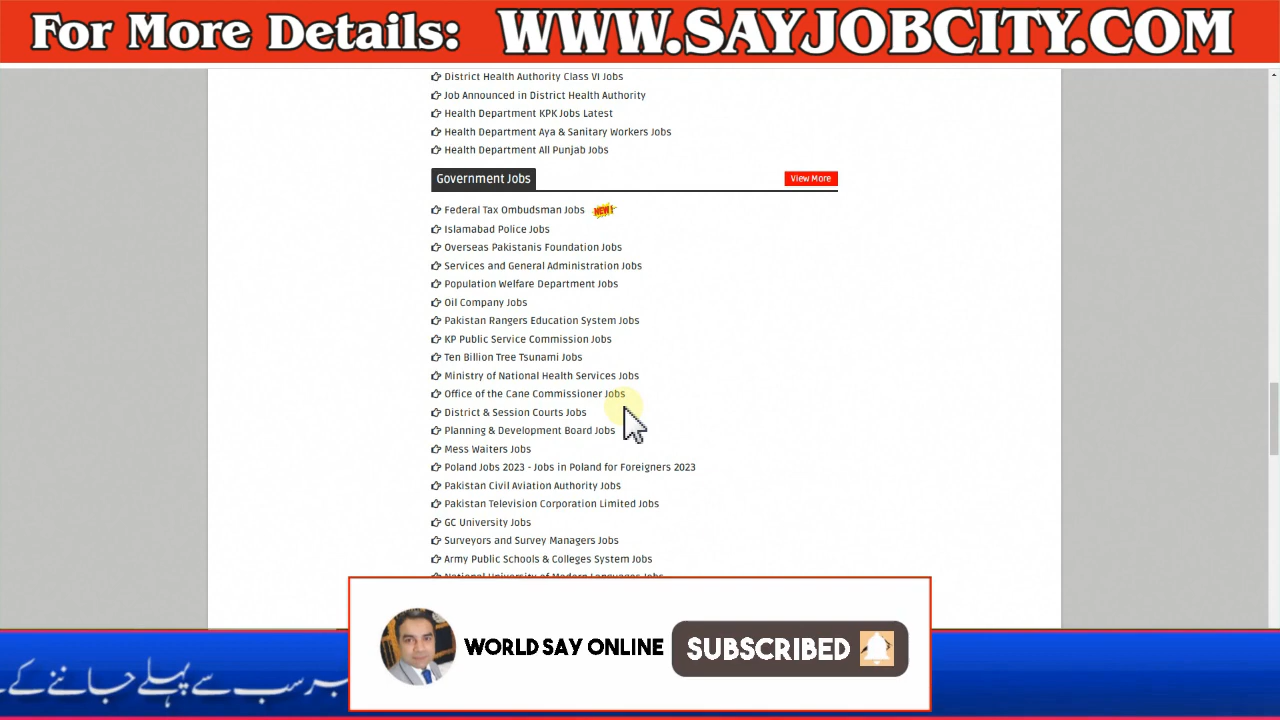 For More Details: WWW.SAYJOBCITY.COM
District Health Authority Class VI Jobs
Job Announced in District Health Authority
Health Department KPK Jobs Latest
Health Department Aya & Sanitary Workers Jobs
Health Department All Punjab Jobs
Government Jobs
View More
Federal Tax Ombudsman Jobs NEW!
Islamabad Police Jobs
Overseas Pakistanis Foundation Jobs
Services and General Administration Jobs
Population Welfare Department Jobs
Oil Company Jobs
Pakistan Rangers Education System Jobs
KP Public Service Commission Jobs
Ten Billion Tree Tsunami Jobs
Ministry of National Health Services Jobs
Office of the Cane Commissioner Jobs
District & Session Courts Jobs
Planning & Development Board Jobs
Mess Waiters Jobs
Poland Jobs 2023 - Jobs in Poland for Foreigners 2023
Pakistan Civil Aviation Authority Jobs
Pakistan Television Corporation Limited Jobs
GC University Jobs
Surveyors and Survey Managers Jobs
Army Public Schools & Colleges System Jobs
National University of Modern Languages Jobs
WORLD SAY ONLINE
SUBSCRIBED
سب سے پہلے جاننے کے